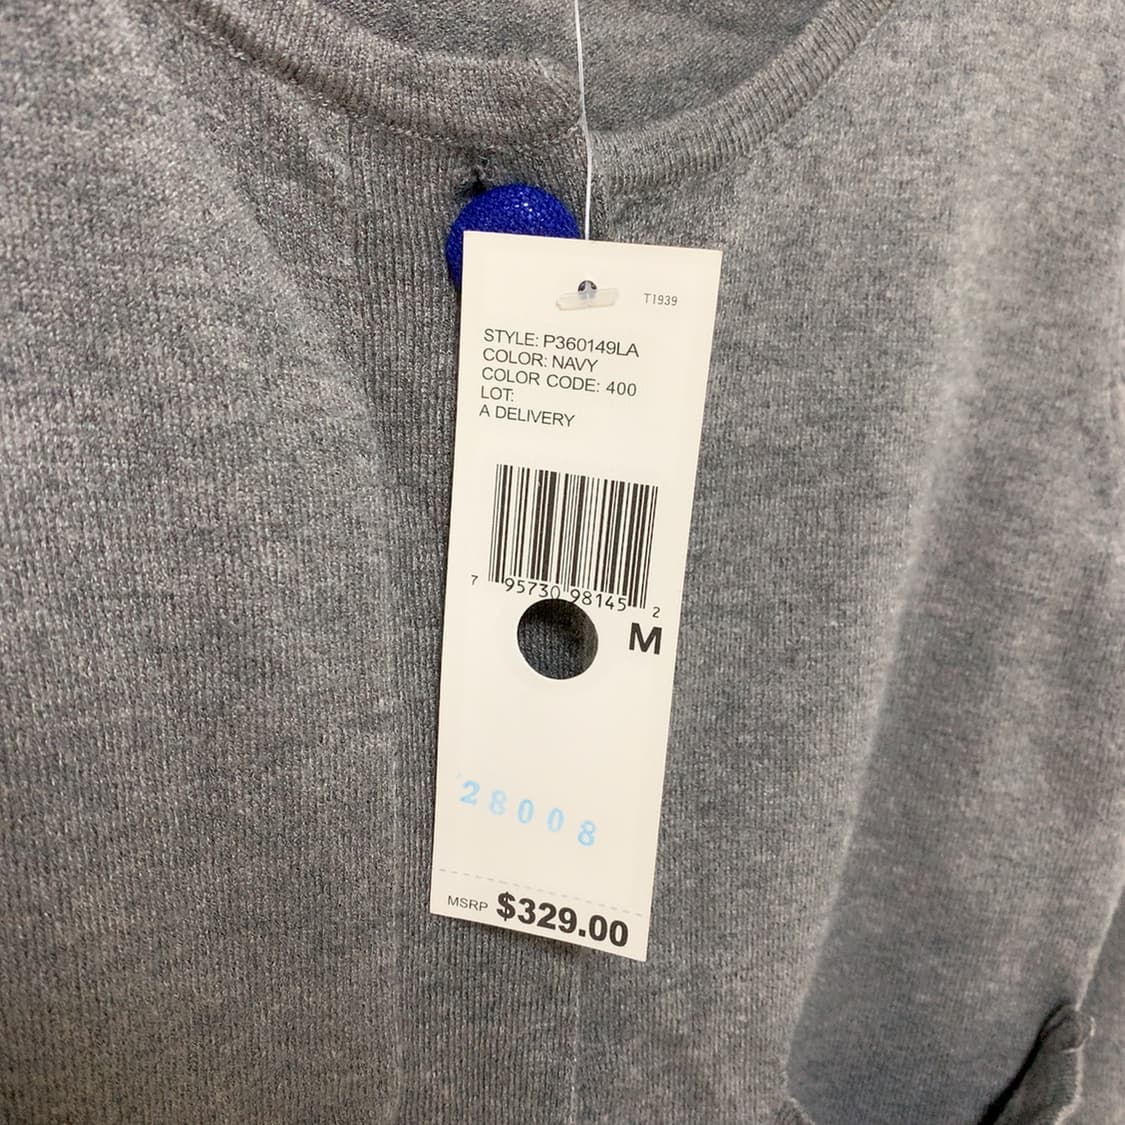 T1939
STYLE: P360149LA
COLOR: NAVY
COLOR CODE: 400
LOT:
A DELIVERY
7 95730 98145 2
M
28008
MSRP $329.00